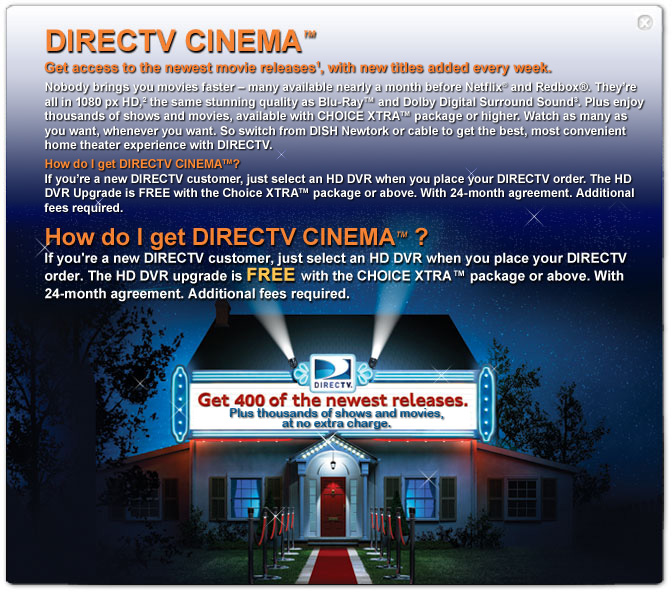 DIRECTV CINEMA™
Get access to the newest movie releases¹, with new titles added every week.
Nobody brings you movies faster – many available nearly a month before Netflix® and Redbox®. They're
all in 1080 px HD,² the same stunning quality as Blu-Ray™ and Dolby Digital Surround Sound³. Plus enjoy
thousands of shows and movies, available with CHOICE XTRA™ package or higher. Watch as many as
you want, whenever you want. So switch from DISH Newtork or cable to get the best, most convenient
home theater experience with DIRECTV.
How do I get DIRECTV CINEMA™?
If you're a new DIRECTV customer, just select an HD DVR when you place your DIRECTV order. The HD
DVR Upgrade is FREE with the Choice XTRA™ package or above. With 24-month agreement. Additional
fees required.
How do I get DIRECTV CINEMA™ ?
If you're a new DIRECTV customer, just select an HD DVR when you place your DIRECTV
order. The HD DVR upgrade is FREE with the CHOICE XTRA™ package or above. With
24-month agreement. Additional fees required.
DIRECTV.
Get 400 of the newest releases.
Plus thousands of shows and movies,
at no extra charge.